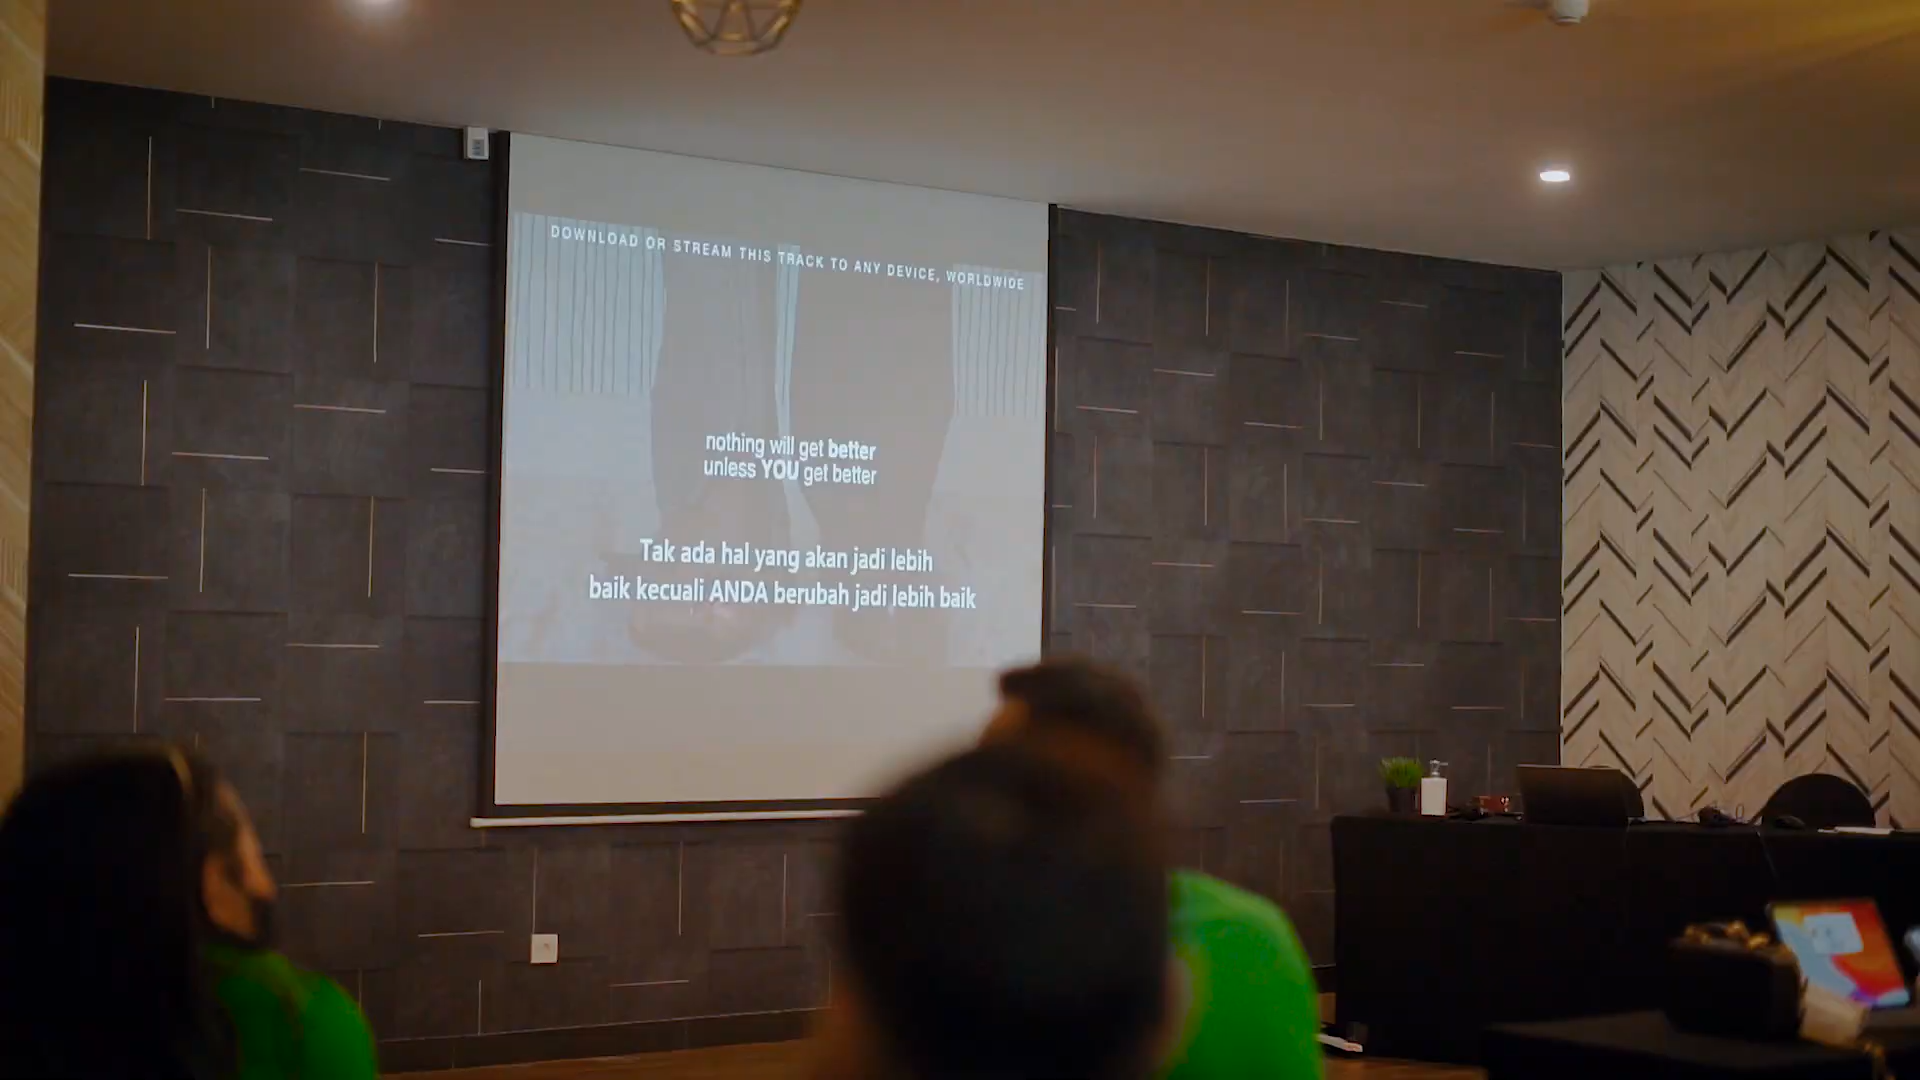 DOWNLOAD OR STREAM THIS TRACK TO ANY DEVICE, WORLDWIDE
nothing will get better
unless YOU get better
Tak ada hal yang akan jadi lebih
baik kecuali ANDA berubah jadi lebih baik